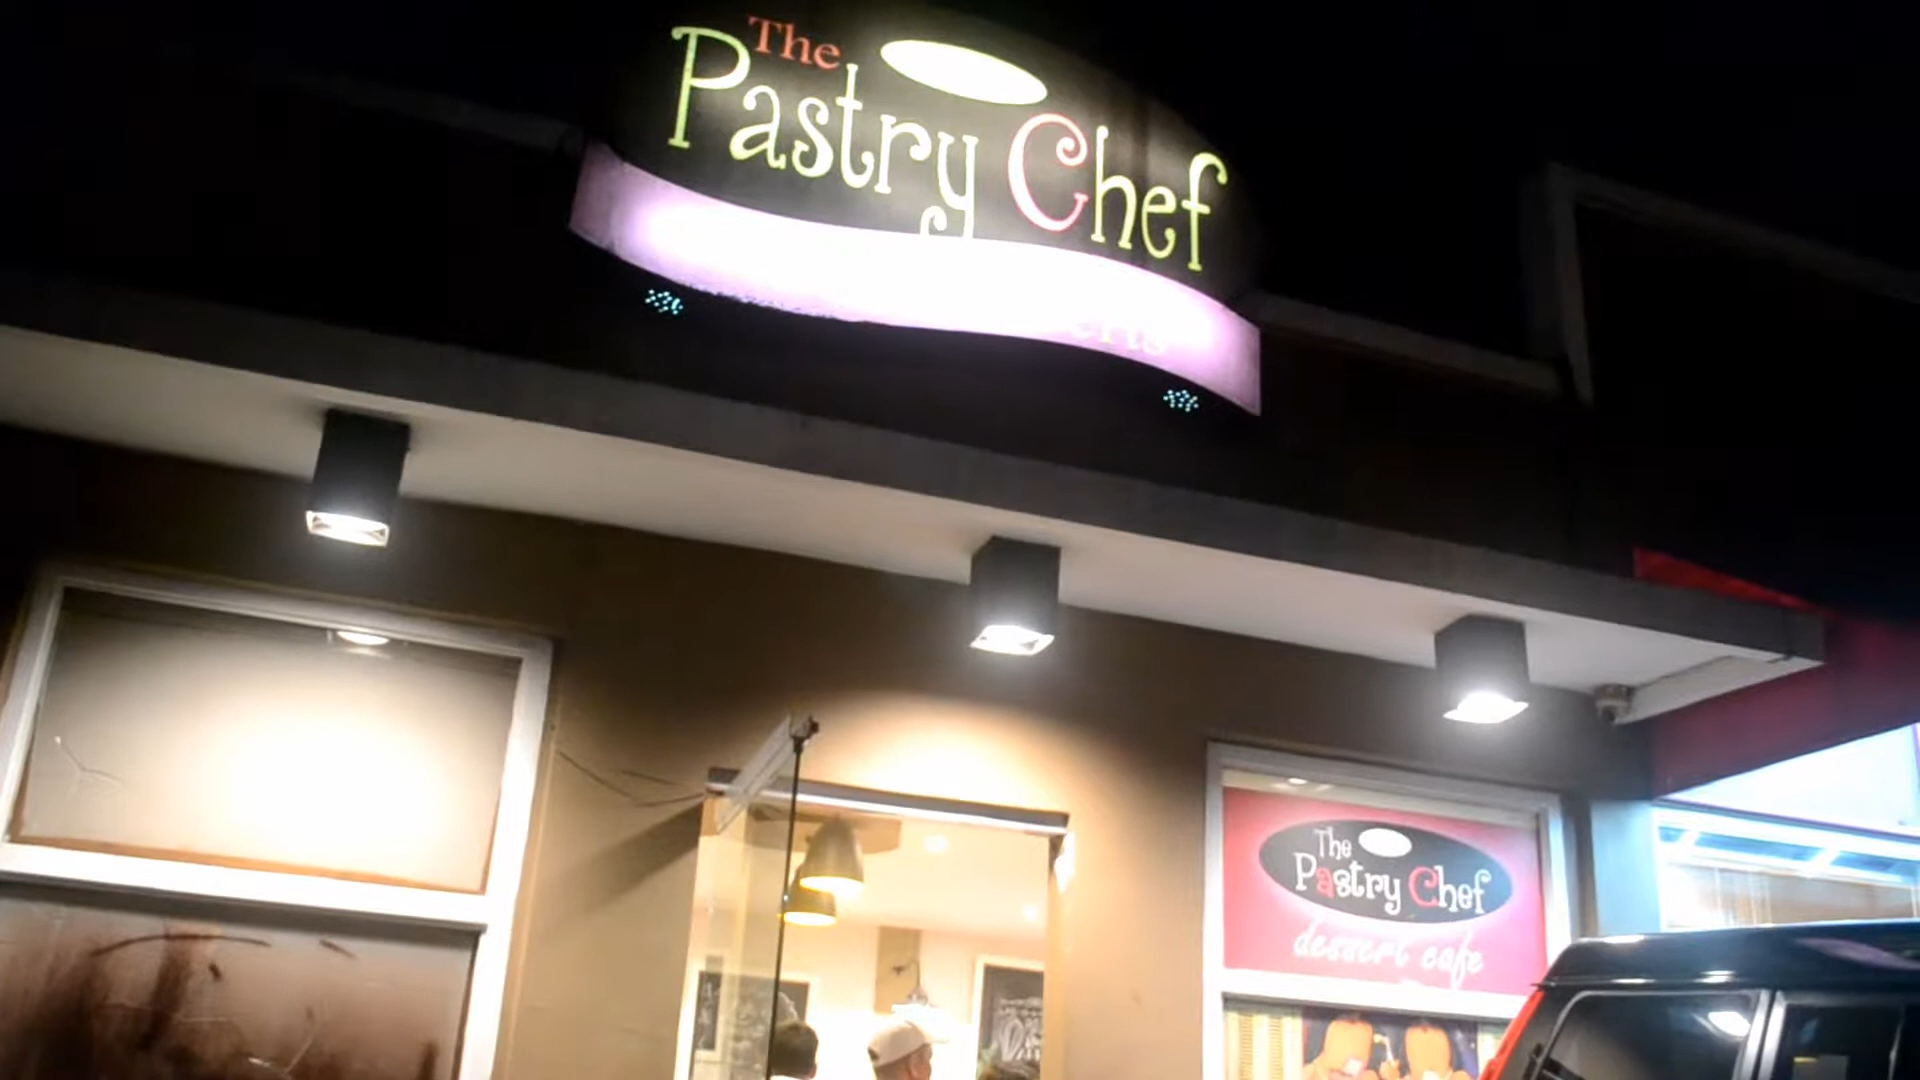 The
Pastry Chef
The
Pastry Chef
dessert cafe